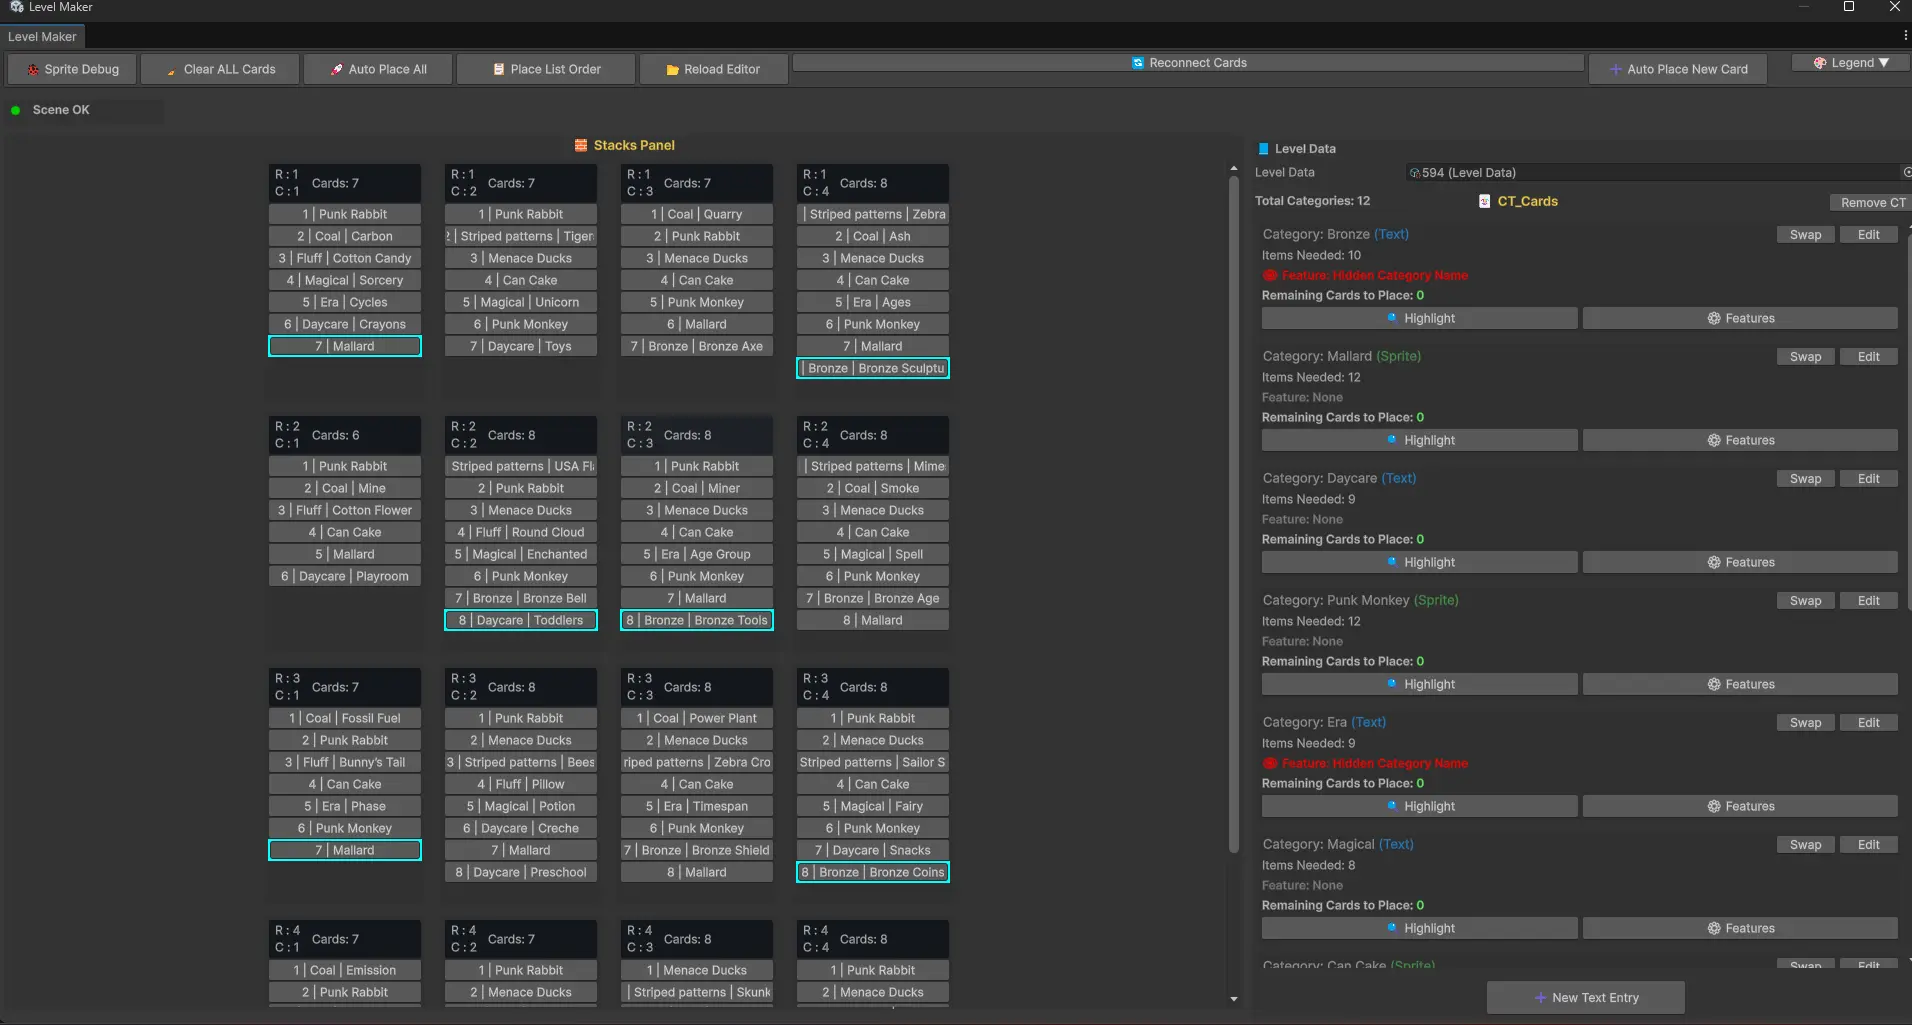 Level Maker
Level Maker
Sprite Debug
Clear ALL Cards
Auto Place All
Place List Order
Reload Editor
Reconnect Cards
Auto Place New Card
Legend ▼
Scene OK
Stacks Panel
R : 1
C : 1
Cards: 7
1 | Punk Rabbit
2 | Coal | Carbon
3 | Fluff | Cotton Candy
4 | Magical | Sorcery
5 | Era | Cycles
6 | Daycare | Crayons
7 | Mallard
R : 1
C : 2
Cards: 7
1 | Punk Rabbit
2 | Striped patterns | Tiger
3 | Menace Ducks
4 | Can Cake
5 | Magical | Unicorn
6 | Punk Monkey
7 | Daycare | Toys
R : 1
C : 3
Cards: 7
1 | Coal | Quarry
2 | Punk Rabbit
3 | Menace Ducks
4 | Can Cake
5 | Punk Monkey
6 | Mallard
7 | Bronze | Bronze Axe
R : 1
C : 4
Cards: 8
| Striped patterns | Zebra
2 | Coal | Ash
3 | Menace Ducks
4 | Can Cake
5 | Era | Ages
6 | Punk Monkey
7 | Mallard
| Bronze | Bronze Sculptu
R : 2
C : 1
Cards: 6
1 | Punk Rabbit
2 | Coal | Mine
3 | Fluff | Cotton Flower
4 | Can Cake
5 | Mallard
6 | Daycare | Playroom
R : 2
C : 2
Cards: 8
Striped patterns | USA Fl
2 | Punk Rabbit
3 | Menace Ducks
4 | Fluff | Round Cloud
5 | Magical | Enchanted
6 | Punk Monkey
7 | Bronze | Bronze Bell
8 | Daycare | Toddlers
R : 2
C : 3
Cards: 8
1 | Punk Rabbit
2 | Coal | Miner
3 | Menace Ducks
4 | Can Cake
5 | Era | Age Group
6 | Punk Monkey
7 | Mallard
8 | Bronze | Bronze Tools
R : 2
C : 4
Cards: 8
| Striped patterns | Mime
2 | Coal | Smoke
3 | Menace Ducks
4 | Can Cake
5 | Magical | Spell
6 | Punk Monkey
7 | Bronze | Bronze Age
8 | Mallard
R : 3
C : 1
Cards: 7
1 | Coal | Fossil Fuel
2 | Punk Rabbit
3 | Fluff | Bunny's Tail
4 | Can Cake
5 | Era | Phase
6 | Punk Monkey
7 | Mallard
R : 3
C : 2
Cards: 8
1 | Punk Rabbit
2 | Menace Ducks
3 | Striped patterns | Bees
4 | Fluff | Pillow
5 | Magical | Potion
6 | Daycare | Creche
7 | Mallard
8 | Daycare | Preschool
R : 3
C : 3
Cards: 8
1 | Coal | Power Plant
2 | Menace Ducks
riped patterns | Zebra Cro
4 | Can Cake
5 | Era | Timespan
6 | Punk Monkey
7 | Bronze | Bronze Shield
8 | Mallard
R : 3
C : 4
Cards: 8
1 | Punk Rabbit
2 | Menace Ducks
Striped patterns | Sailor S
4 | Can Cake
5 | Magical | Fairy
6 | Punk Monkey
7 | Daycare | Snacks
8 | Bronze | Bronze Coins
R : 4
C : 1
Cards: 7
1 | Coal | Emission
2 | Punk Rabbit
R : 4
C : 2
Cards: 7
1 | Punk Rabbit
2 | Menace Ducks
R : 4
C : 3
Cards: 8
1 | Menace Ducks
| Striped patterns | Skunk
R : 4
C : 4
Cards: 8
1 | Punk Rabbit
2 | Menace Ducks
Level Data
Level Data
594 (Level Data)
Total Categories: 12
CT_Cards
Remove CT
Category: Bronze (Text)
Swap
Edit
Items Needed: 10
Feature: Hidden Category Name
Remaining Cards to Place: 0
Highlight
Features
Category: Mallard (Sprite)
Swap
Edit
Items Needed: 12
Feature: None
Remaining Cards to Place: 0
Highlight
Features
Category: Daycare (Text)
Swap
Edit
Items Needed: 9
Feature: None
Remaining Cards to Place: 0
Highlight
Features
Category: Punk Monkey (Sprite)
Swap
Edit
Items Needed: 12
Feature: None
Remaining Cards to Place: 0
Highlight
Features
Category: Era (Text)
Swap
Edit
Items Needed: 9
Feature: Hidden Category Name
Remaining Cards to Place: 0
Highlight
Features
Category: Magical (Text)
Swap
Edit
Items Needed: 8
Feature: None
Remaining Cards to Place: 0
Highlight
Features
Category: Can Cake (Sprite)
Swap
Edit
New Text Entry